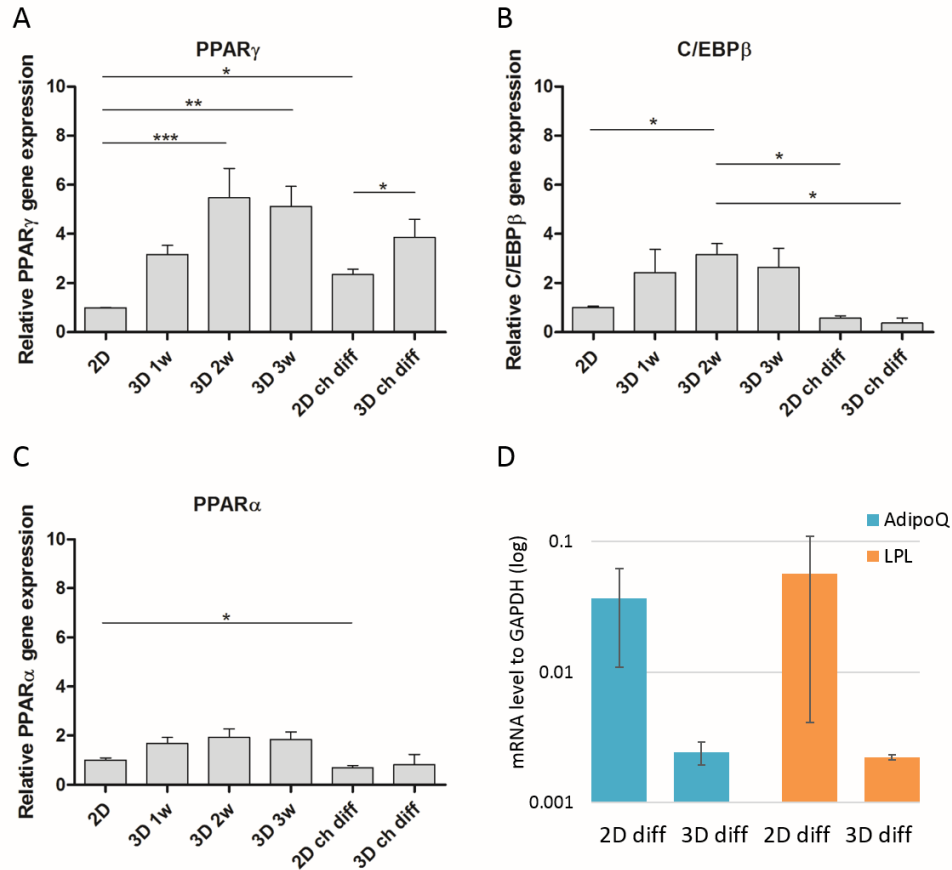 A
PPARγ
Relative PPARγ gene expression
10
8
6
4
2
0
*
**
***
*
2D
3D 1w
3D 2w
3D 3w
2D ch diff
3D ch diff
B
C/EBPβ
Relative C/EBPβ gene expression
10
8
6
4
2
0
*
*
*
2D
3D 1w
3D 2w
3D 3w
2D ch diff
3D ch diff
C
PPARα
Relative PPARα gene expression
10
8
6
4
2
0
*
2D
3D 1w
3D 2w
3D 3w
2D ch diff
3D ch diff
D
AdipoQ
LPL
mRNA level to GAPDH (log)
0.1
0.01
0.001
2D diff
3D diff
2D diff
3D diff